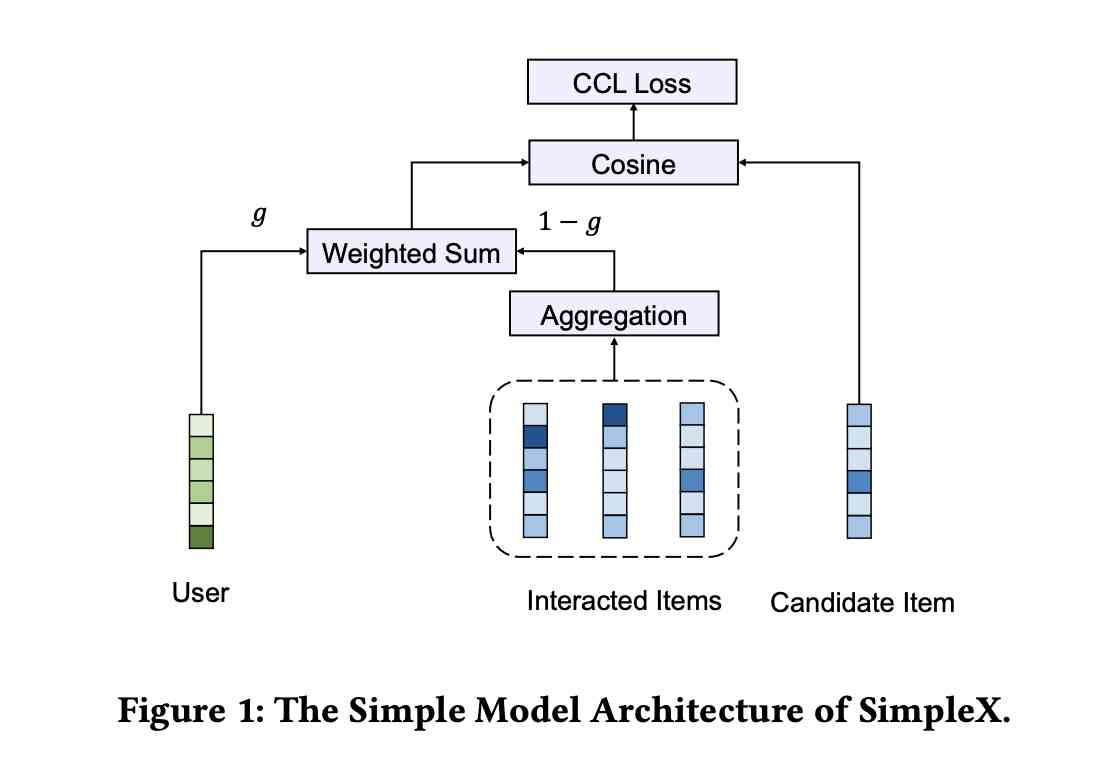 CCL Loss
Cosine
g
1 − g
Weighted Sum
Aggregation
User
Interacted Items
Candidate Item
Figure 1: The Simple Model Architecture of SimpleX.